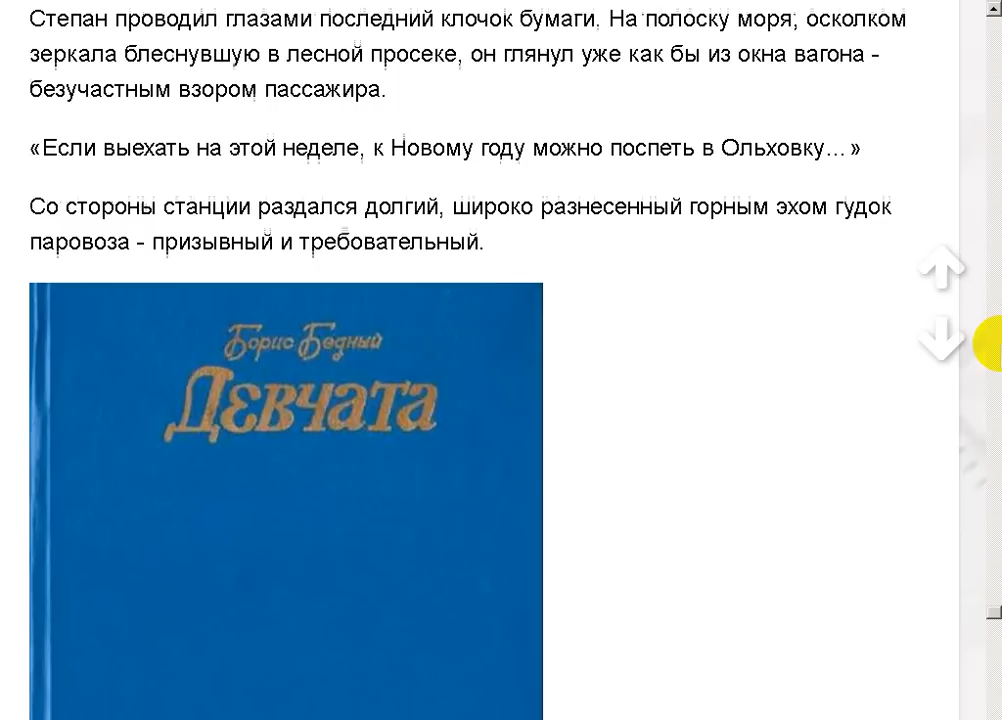 Степан проводил глазами последний клочок бумаги. На полоску моря, осколком
зеркала блеснувшую в лесной просеке, он глянул уже как бы из окна вагона -
безучастным взором пассажира.
«Если выехать на этой неделе, к Новому году можно поспеть в Ольховку...»
Со стороны станции раздался долгий, широко разнесенный горным эхом гудок
паровоза - призывный и требовательный.
Борис Бедный
Девчата